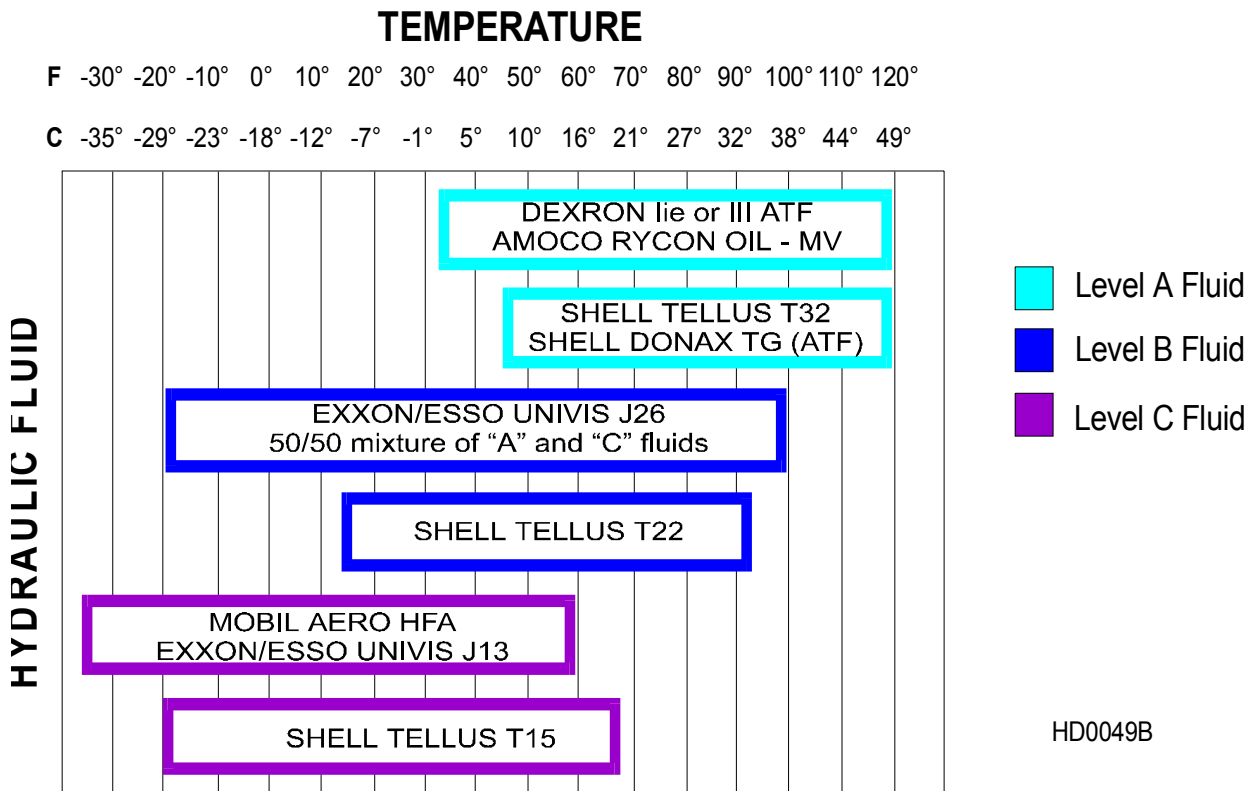 TEMPERATURE
F -30° -20° -10° 0° 10° 20° 30° 40° 50° 60° 70° 80° 90° 100° 110° 120°
C -35° -29° -23° -18° -12° -7° -1° 5° 10° 16° 21° 27° 32° 38° 44° 49°
HYDRAULIC FLUID
DEXRON Iie or III ATF
AMOCO RYCON OIL - MV
SHELL TELLUS T32
SHELL DONAX TG (ATF)
EXXON/ESSO UNIVIS J26
50/50 mixture of “A” and “C” fluids
SHELL TELLUS T22
MOBIL AERO HFA
EXXON/ESSO UNIVIS J13
SHELL TELLUS T15
Level A Fluid
Level B Fluid
Level C Fluid
HD0049B